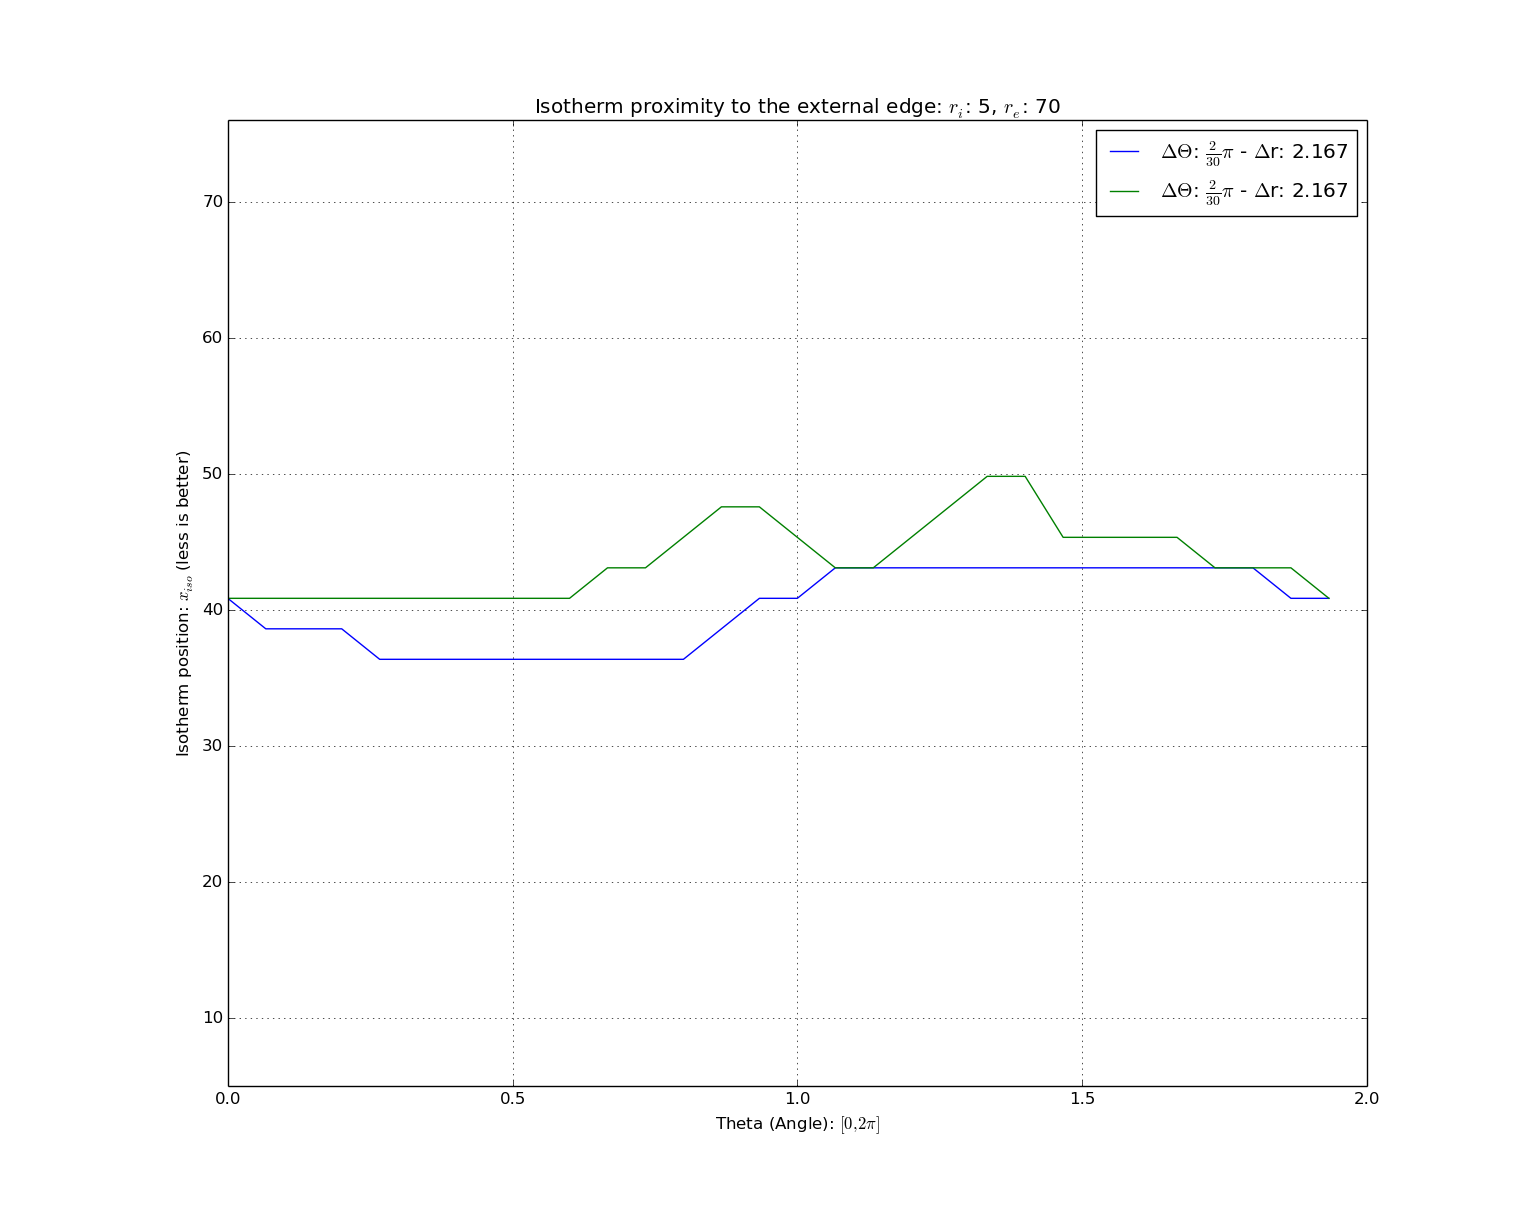 Isotherm proximity to the external edge: r_i: 5, r_e: 70
ΔΘ: 2/30 π - Δr: 2.167
ΔΘ: 2/30 π - Δr: 2.167
70
60
50
40
30
20
10
Isotherm position: x_iso (less is better)
0.0 0.5 1.0 1.5 2.0
Theta (Angle): [0,2π]